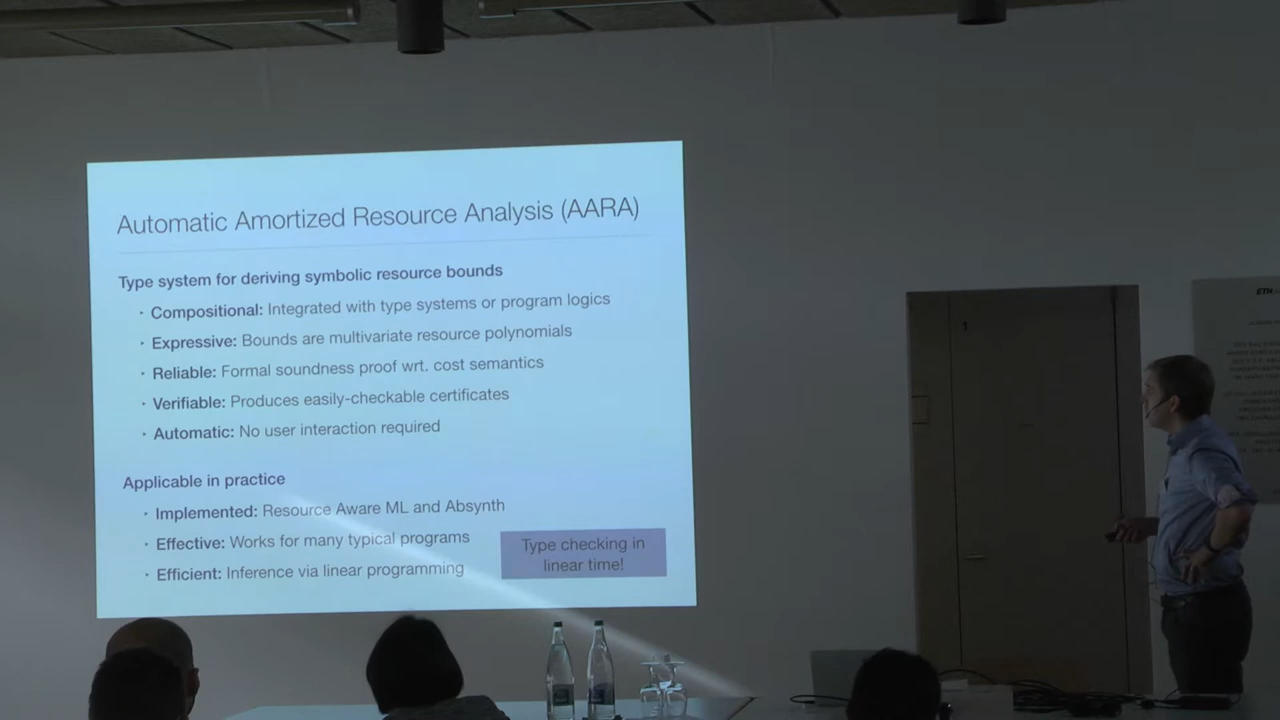 Automatic Amortized Resource Analysis (AARA)
Type system for deriving symbolic resource bounds
· Compositional: Integrated with type systems or program logics
· Expressive: Bounds are multivariate resource polynomials
· Reliable: Formal soundness proof wrt. cost semantics
· Verifiable: Produces easily-checkable certificates
· Automatic: No user interaction required
Applicable in practice
· Implemented: Resource Aware ML and Absynth
· Effective: Works for many typical programs
· Efficient: Inference via linear programming
Type checking in
linear time!
1
ETH